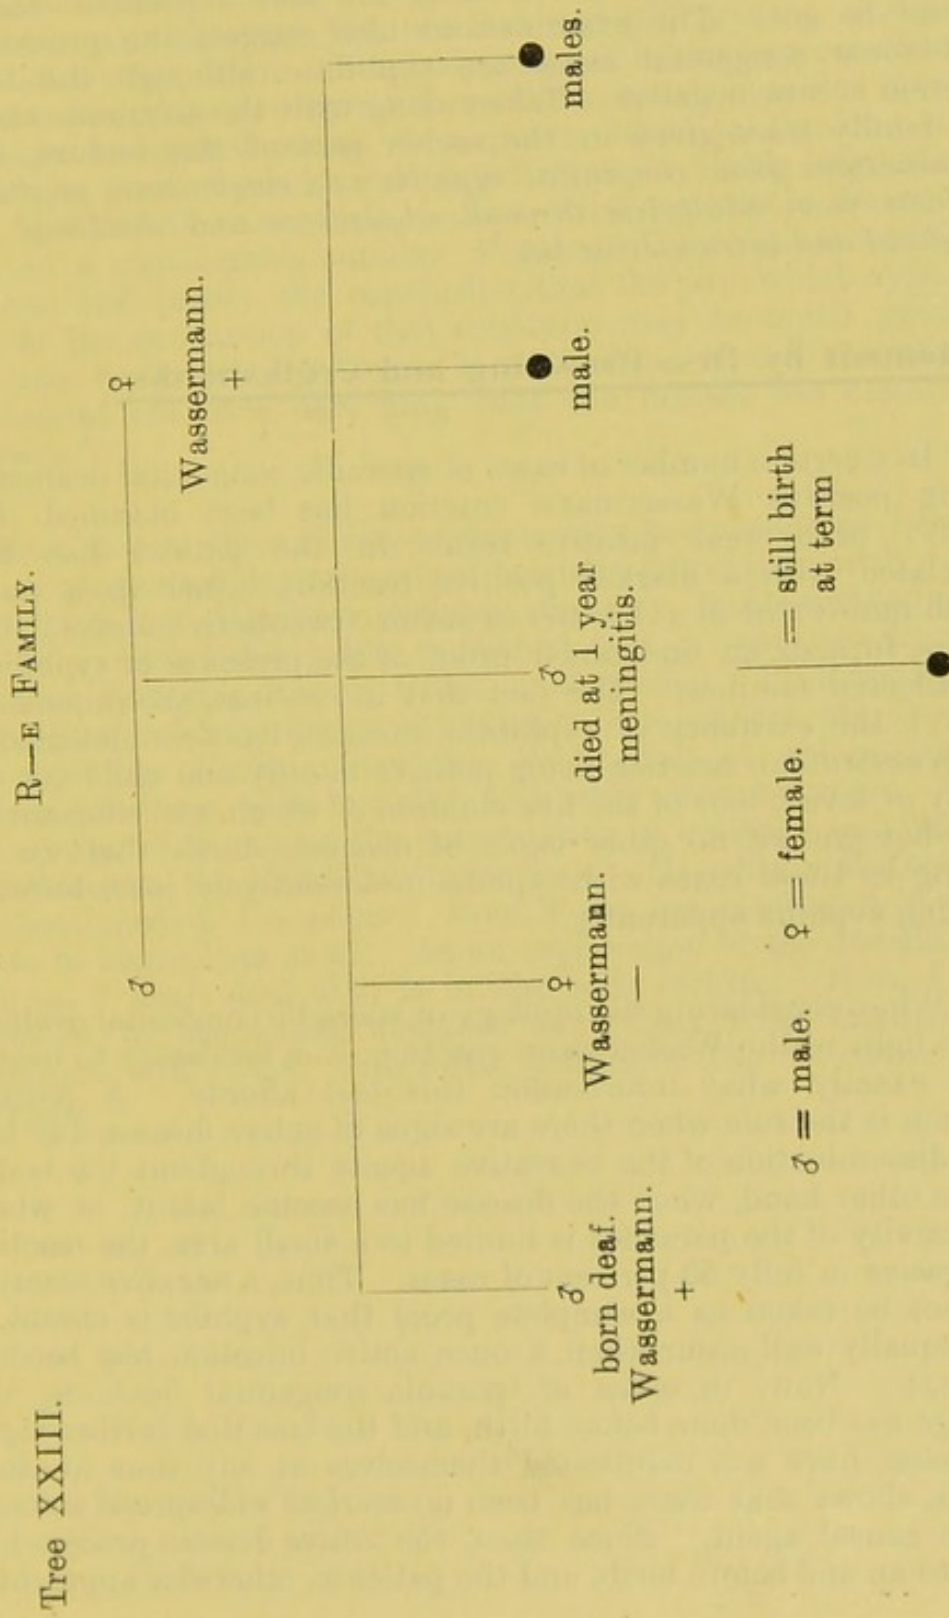 Tree XXIII.
R—E FAMILY.
♂ ♀
Wassermann.
+
♂ ♀ ♂ ● ●
born deaf.
Wassermann.
+
Wassermann.
—
died at 1 year
meningitis.
male.
males.
♂ = male. ♀ = female. = still birth
at term